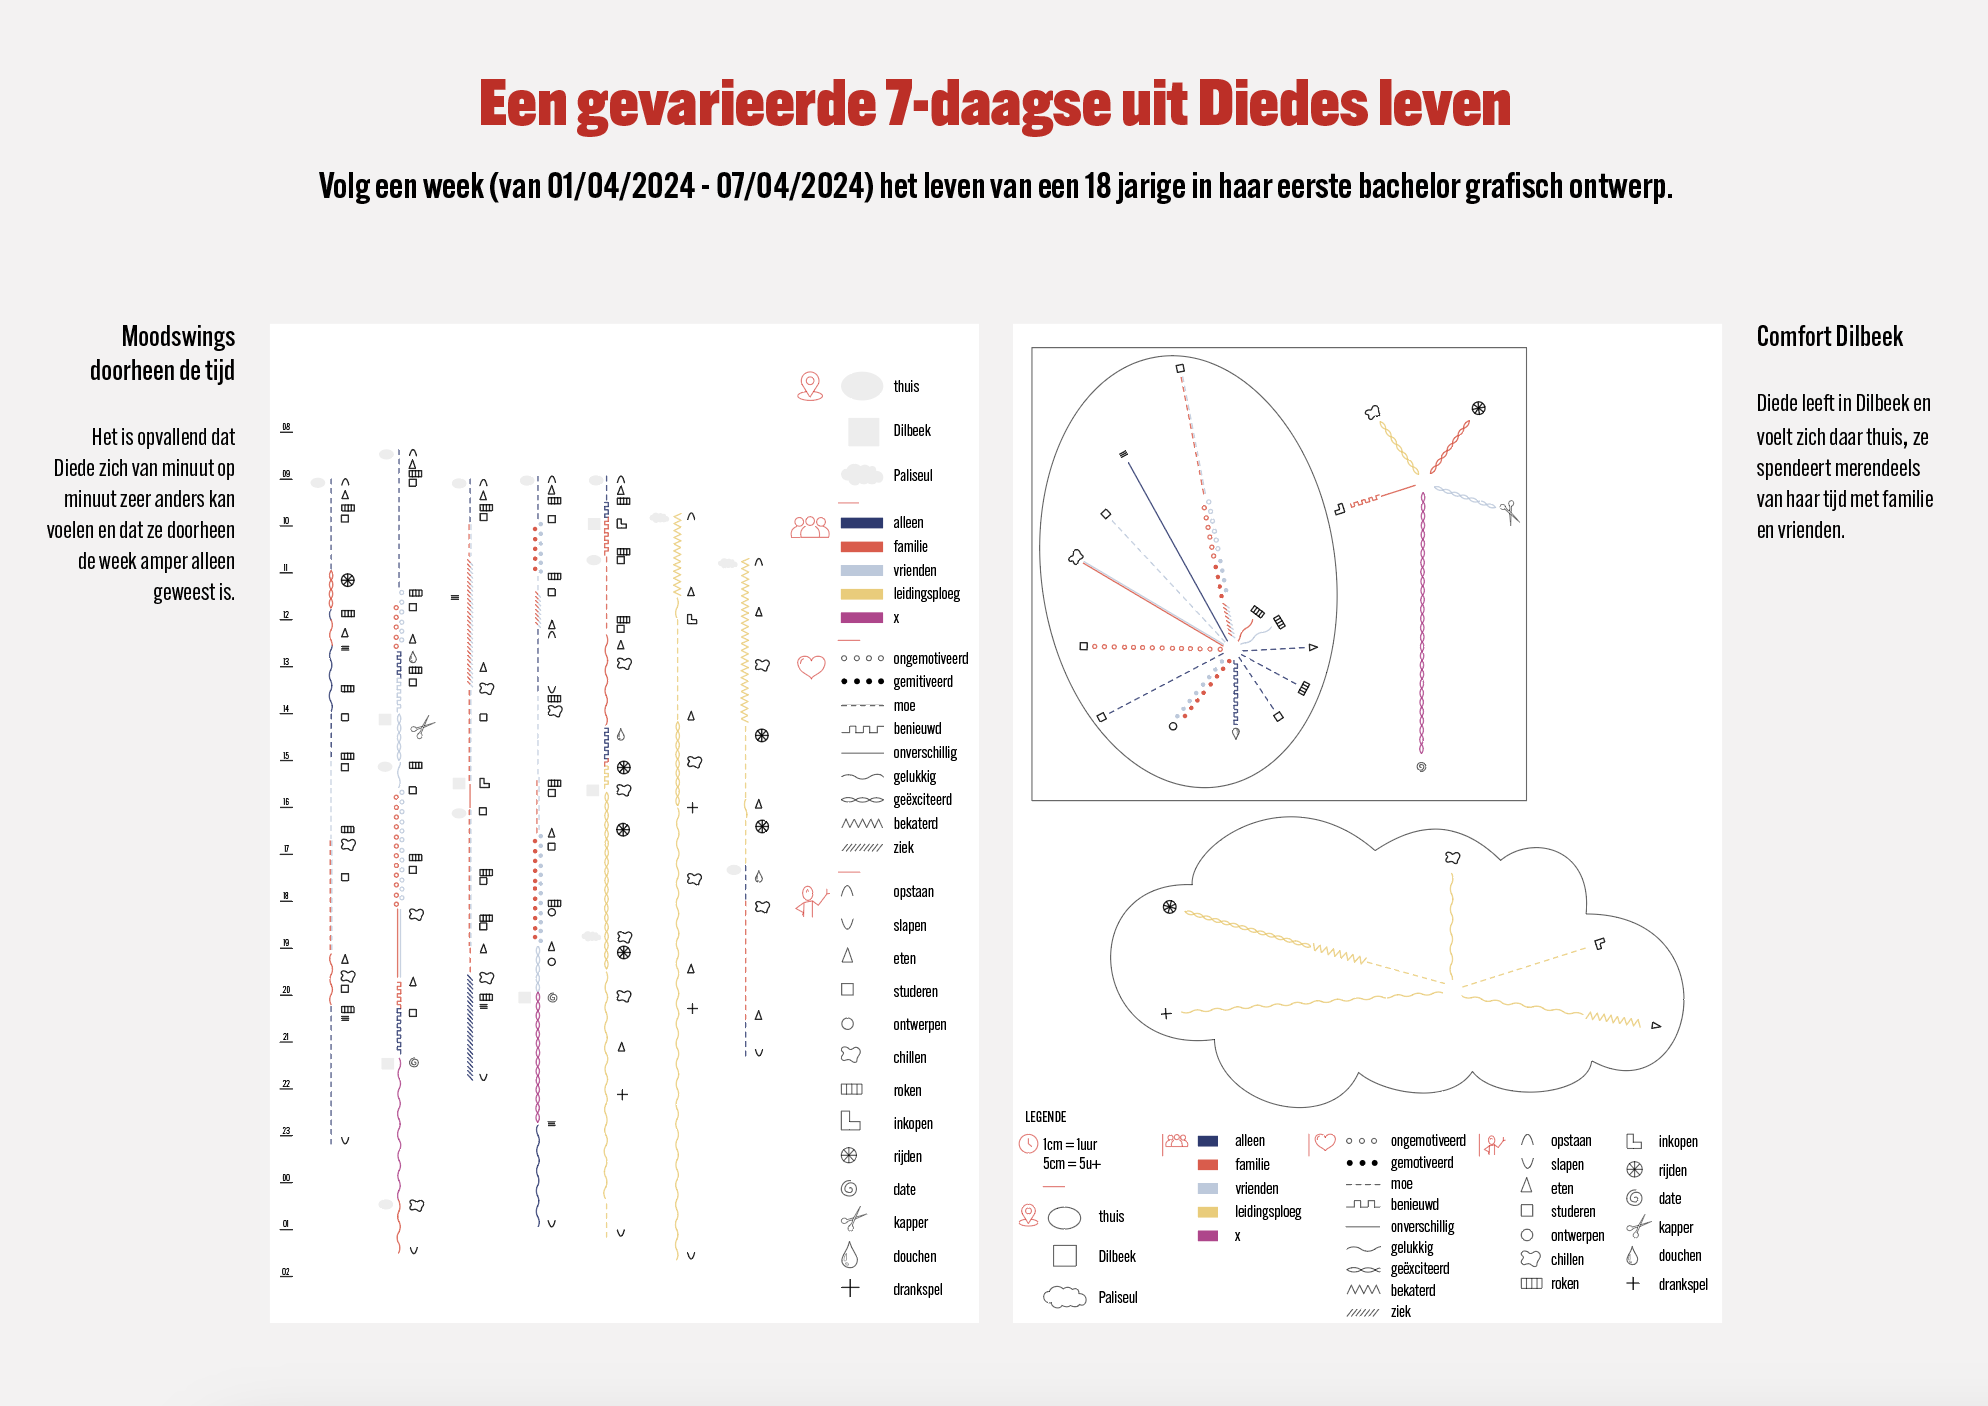 Een gevarieerde 7-daagse uit Diedes leven
Volg een week (van 01/04/2024 - 07/04/2024) het leven van een 18 jarige in haar eerste bachelor grafisch ontwerp.
Moodswings
doorheen de tijd
Het is opvallend dat
Diede zich van minuut op
minuut zeer anders kan
voelen en dat ze doorheen
de week amper alleen
geweest is.
08
09
10
11
12
13
14
15
16
17
18
19
20
21
22
23
00
01
02
thuis
Dilbeek
Paliseul
alleen
familie
vrienden
leidingsploeg
x
ongemotiveerd
gemitiveerd
moe
benieuwd
onverschillig
gelukkig
geëxciteerd
bekaterd
ziek
opstaan
slapen
eten
studeren
ontwerpen
chillen
roken
inkopen
rijden
date
kapper
douchen
drankspel
LEGENDE
1cm = 1uur
5cm = 5u+
thuis
Dilbeek
Paliseul
alleen
familie
vrienden
leidingsploeg
x
ongemotiveerd
gemotiveerd
moe
benieuwd
onverschillig
gelukkig
geëxciteerd
bekaterd
ziek
opstaan
slapen
eten
studeren
ontwerpen
chillen
roken
inkopen
rijden
date
kapper
douchen
drankspel
Comfort Dilbeek
Diede leeft in Dilbeek en
voelt zich daar thuis, ze
spendeert merendeels
van haar tijd met familie
en vrienden.